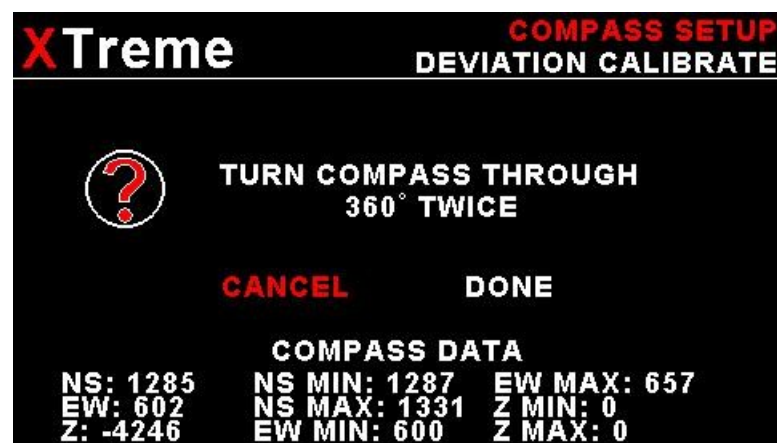 XTreme
COMPASS SETUP
DEVIATION CALIBRATE
?
TURN COMPASS THROUGH
360° TWICE
CANCEL DONE
COMPASS DATA
NS: 1285 NS MIN: 1287 EW MAX: 657
EW: 602 NS MAX: 1331 Z MIN: 0
Z: -4246 EW MIN: 600 Z MAX: 0